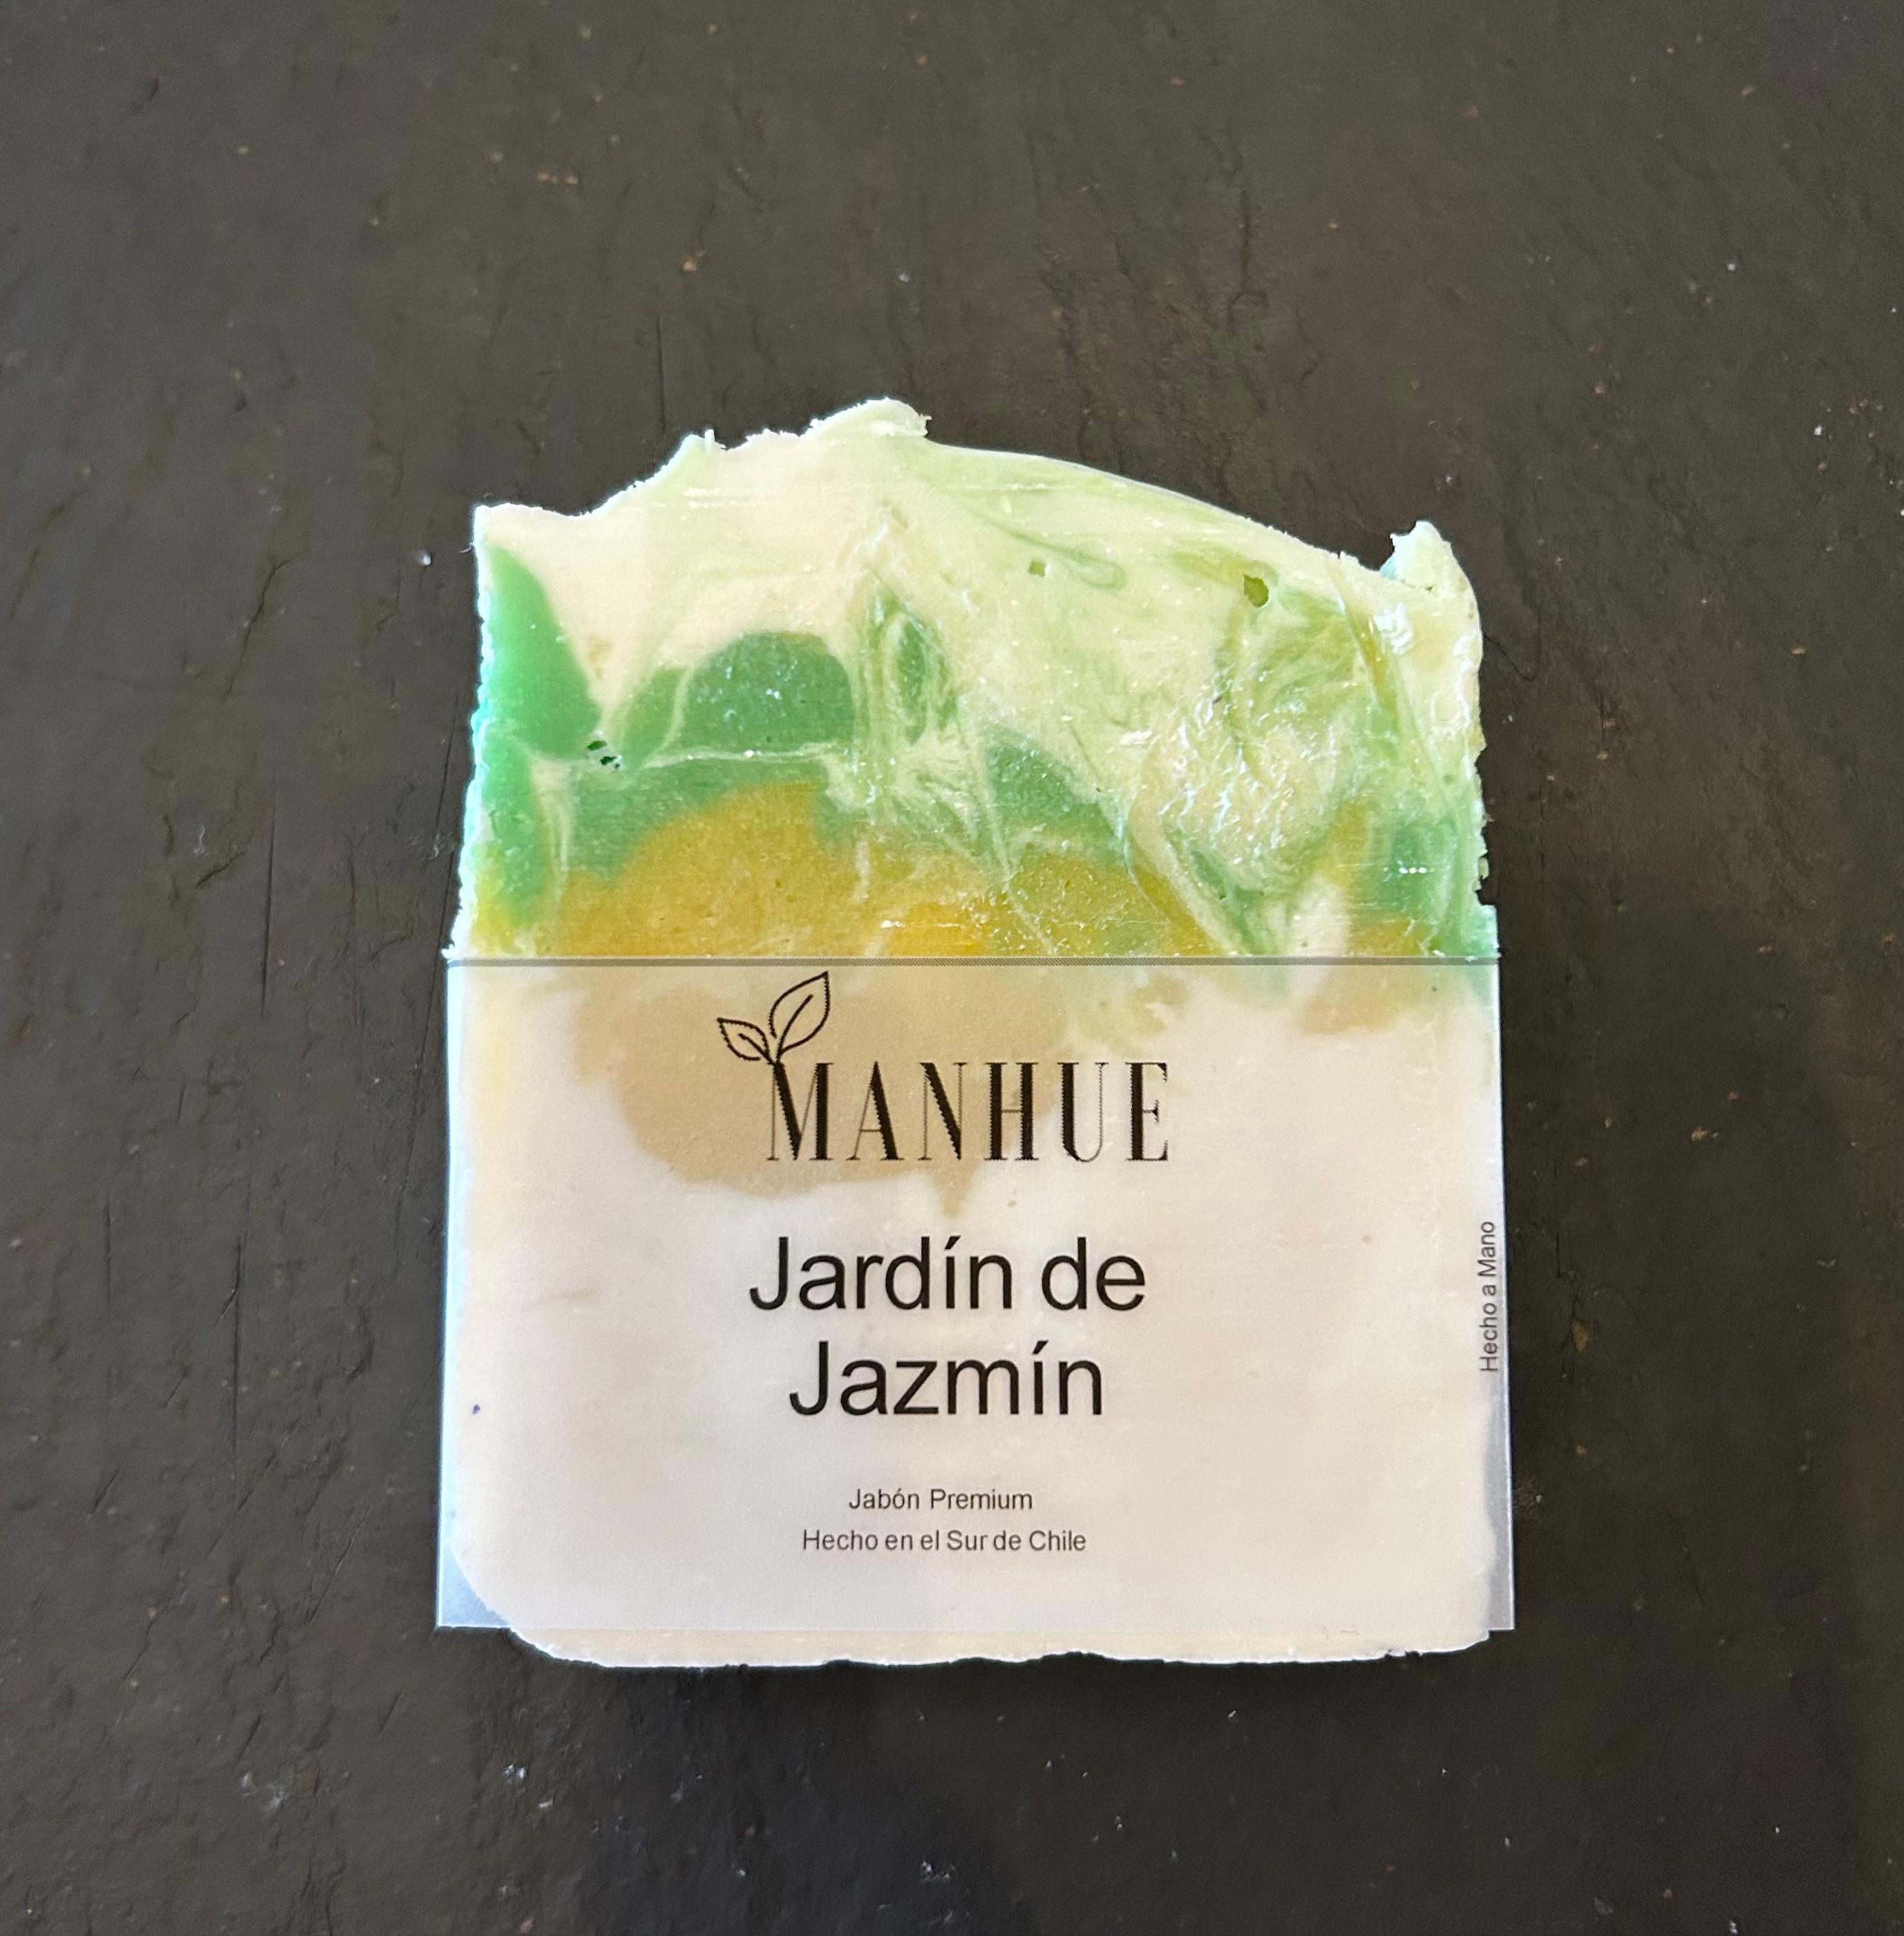 MANHUE
Jardín de
Jazmín
Jabón Premium
Hecho en el Sur de Chile
Hecho a Mano